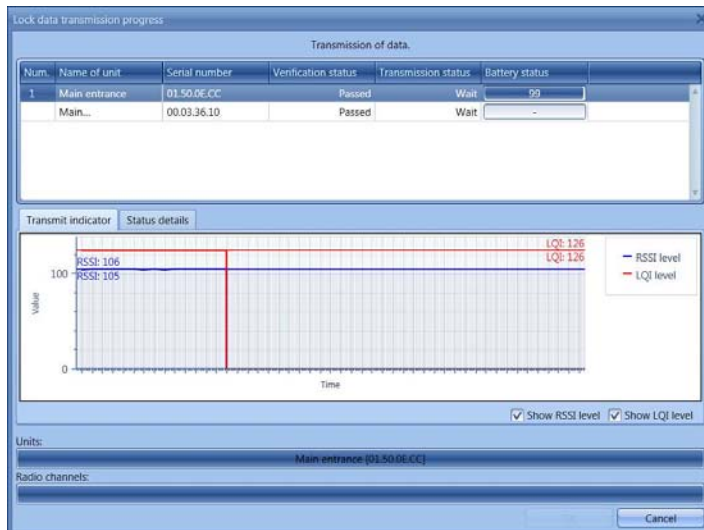 Lock data transmission progress
Transmission of data.
Num. Name of unit Serial number Verification status Transmission status Battery status
1 Main entrance 01.50.0E.CC Passed Wait 99
Main... 00.03.36.10 Passed Wait -
Transmit indicator Status details
LQI: 126
RSSI: 106 LQI: 126
RSSI: 105
100
0
Value
Time
RSSI level
LQI level
Show RSSI level Show LQI level
Units:
Main entrance [01.50.0E.CC]
Radio channels:
Cancel